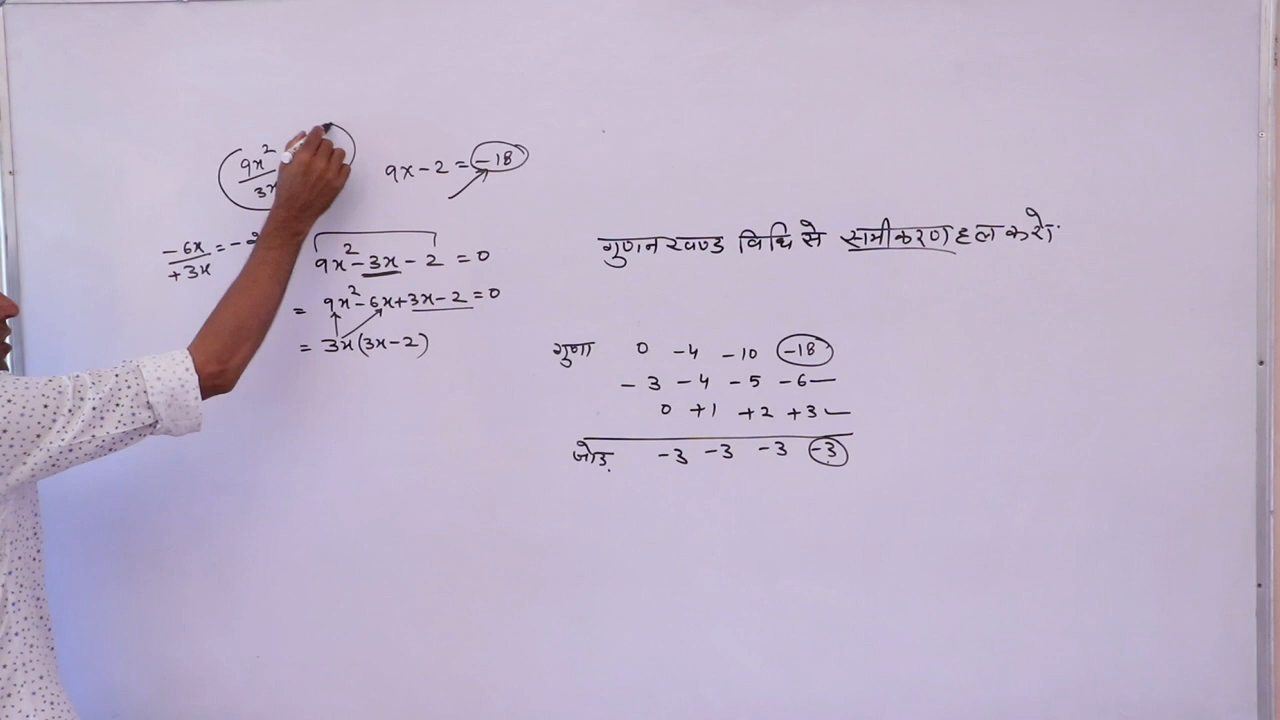 9x²/3x
9x-2 = -18
-6x/+3x = -2
9x²-3x-2 = 0
= 9x²-6x+3x-2 = 0
= 3x(3x-2)
गुणनखण्ड विधि से समीकरण हल करो.
गुणा 0 -4 -10 -18
-3 -4 -5 -6
0 +1 +2 +3
जोड़ -3 -3 -3 -3